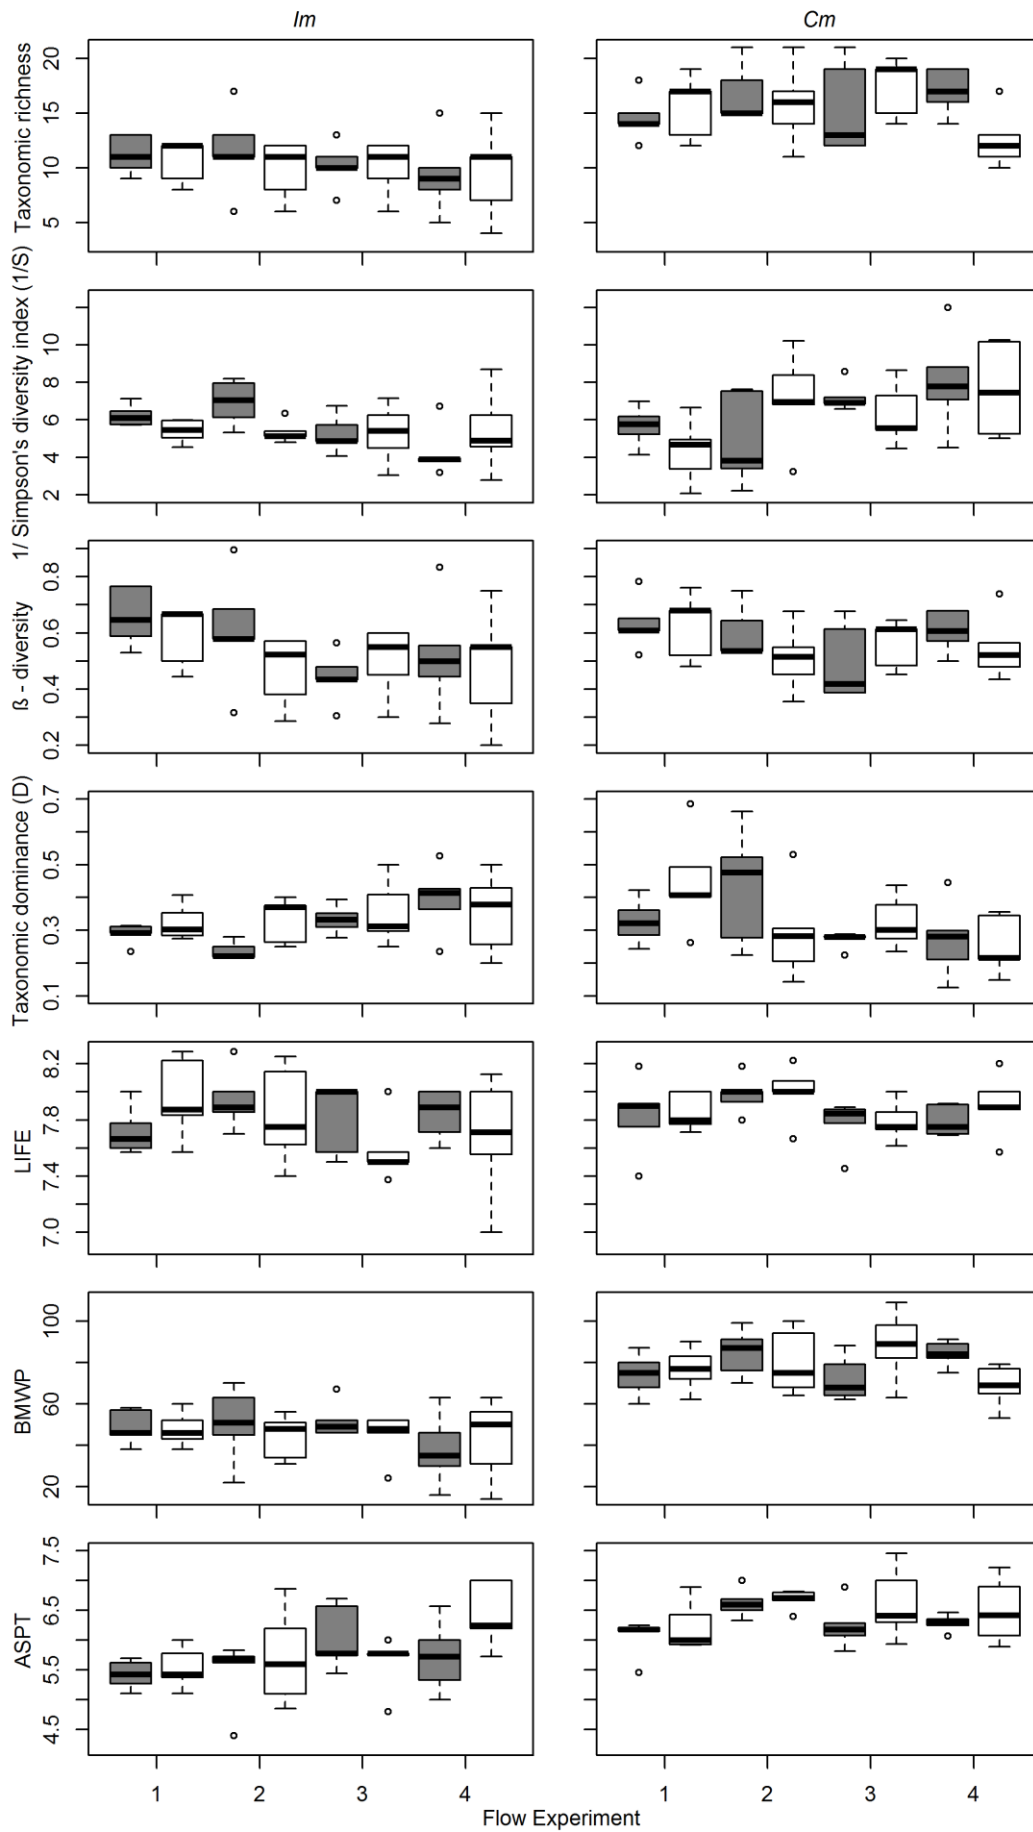 Im Cm
Taxonomic richness
20
15
10
5
1/ Simpson's diversity index (1/S)
10
8
6
4
2
ß - diversity
0.8
0.6
0.4
0.2
Taxonomic dominance (D)
0.7
0.5
0.3
0.1
LIFE
8.2
7.8
7.4
7.0
BMWP
100
60
20
ASPT
7.5
6.5
5.5
4.5
1 2 3 4 1 2 3 4
Flow Experiment